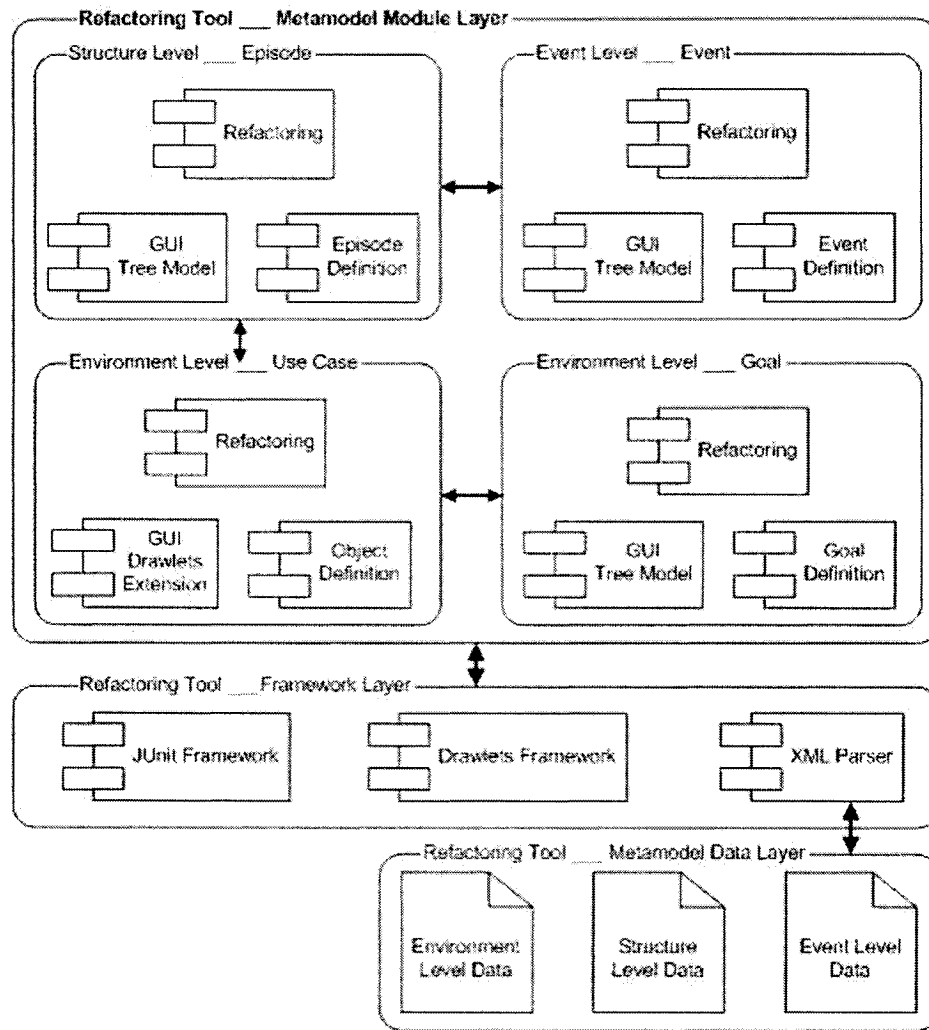 Refactoring Tool ___ Metamodel Module Layer
Structure Level ___ Episode
Refactoring
GUI
Tree Model
Episode
Definition
Event Level ___ Event
Refactoring
GUI
Tree Model
Event
Definition
Environment Level ___ Use Case
Refactoring
GUI
Drawlets
Extension
Object
Definition
Environment Level ___ Goal
Refactoring
GUI
Tree Model
Goal
Definition
Refactoring Tool ___ Framework Layer
JUnit Framework
Drawlets Framework
XML Parser
Refactoring Tool ___ Metamodel Data Layer
Environment
Level Data
Structure
Level Data
Event Level
Data